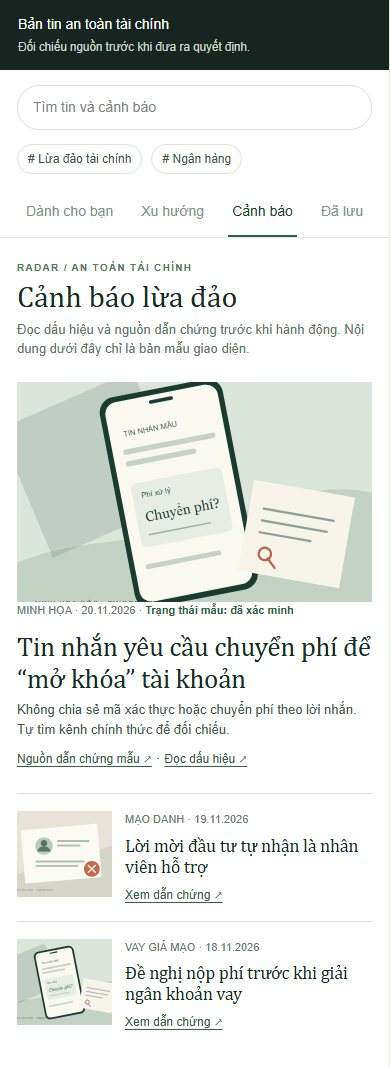 Bản tin an toàn tài chính
Đối chiếu nguồn trước khi đưa ra quyết định.
Tìm tin và cảnh báo
# Lừa đảo tài chính
# Ngân hàng
Dành cho bạn
Xu hướng
Cảnh báo
Đã lưu
RADAR / AN TOÀN TÀI CHÍNH
Cảnh báo lừa đảo
Đọc dấu hiệu và nguồn dẫn chứng trước khi hành động. Nội
dung dưới đây chỉ là bản mẫu giao diện.
TIN NHẮN MẪU
Phí xử lý
Chuyển phí?
MINH HỌA · 20.11.2026 · Trạng thái mẫu: đã xác minh
Tin nhắn yêu cầu chuyển phí để
“mở khóa” tài khoản
Không chia sẻ mã xác thực hoặc chuyển phí theo lời nhắn.
Tự tìm kênh chính thức để đối chiếu.
Nguồn dẫn chứng mẫu ↗ · Đọc dấu hiệu ↗
MẠO DANH · 19.11.2026
Lời mời đầu tư tự nhận là nhân
viên hỗ trợ
Xem dẫn chứng ↗
VAY GIẢ MẠO · 18.11.2026
Chuyển phí?
Đề nghị nộp phí trước khi giải
ngân khoản vay
Xem dẫn chứng ↗